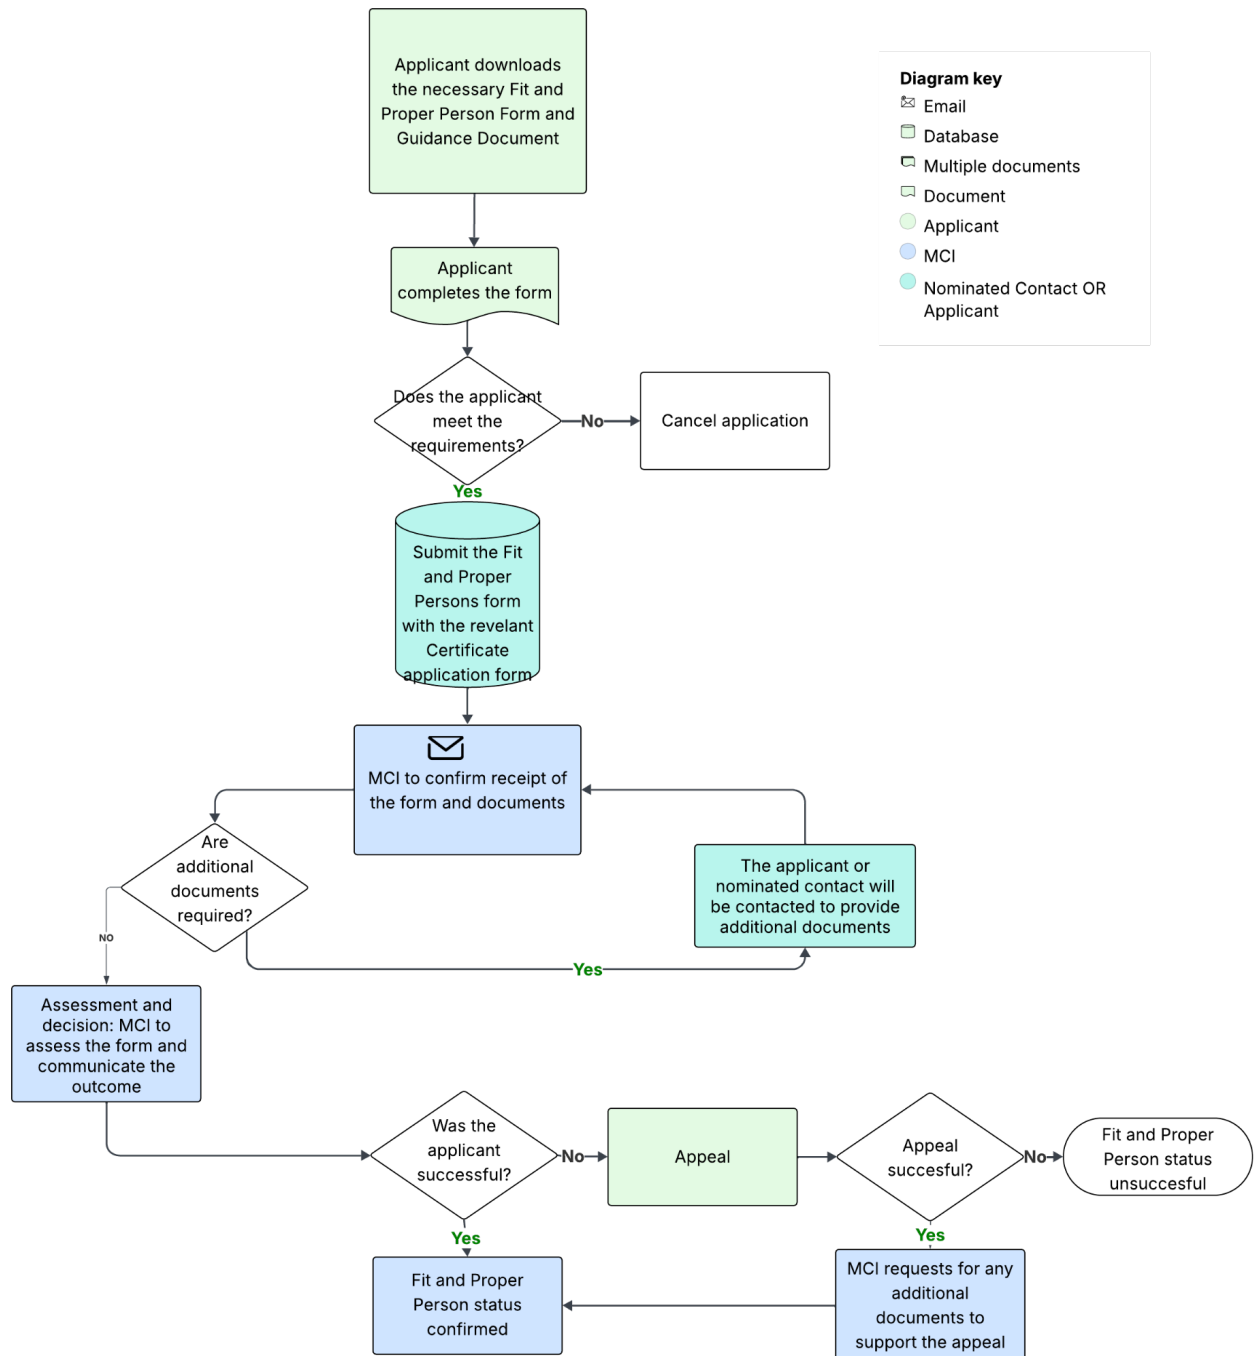 Applicant downloads
the necessary Fit and
Proper Person Form and
Guidance Document
Diagram key
Email
Database
Multiple documents
Document
Applicant
MCI
Nominated Contact OR
Applicant
Applicant
completes the form
Does the applicant
meet the
requirements?
No
Cancel application
Yes
Submit the Fit
and Proper
Persons form
with the revelant
Certificate
application form
MCI to confirm receipt of
the form and documents
Are
additional
documents
required?
The applicant or
nominated contact will
be contacted to provide
additional documents
NO
Yes
Assessment and
decision: MCI to
assess the form and
communicate the
outcome
Was the
applicant
successful?
No
Appeal
Appeal
succesful?
No
Fit and Proper
Person status
unsuccesful
Yes
Yes
Fit and Proper
Person status
confirmed
MCI requests for any
additional
documents to
support the appeal